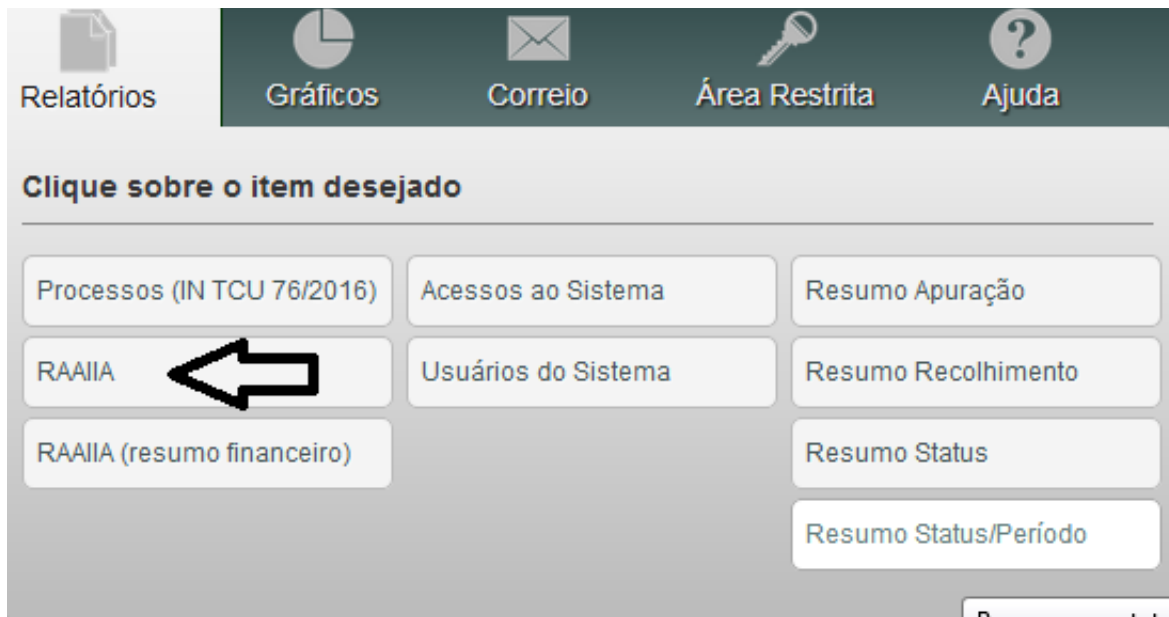 Relatórios
Gráficos
Correio
Área Restrita
Ajuda
Clique sobre o item desejado
Processos (IN TCU 76/2016)
Acessos ao Sistema
Resumo Apuração
RAAIIA
Usuários do Sistema
Resumo Recolhimento
RAAIIA (resumo financeiro)
Resumo Status
Resumo Status/Período